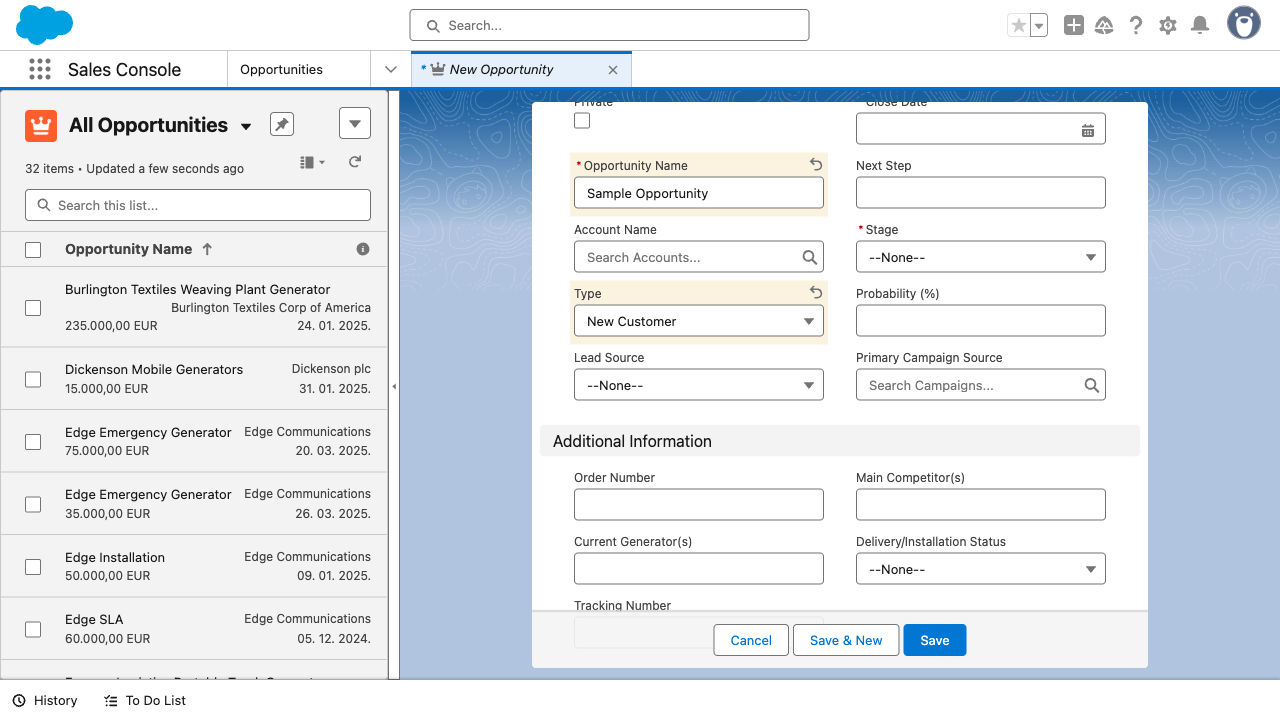 Search...
Sales Console
Opportunities
* New Opportunity
All Opportunities
32 items • Updated a few seconds ago
Search this list...
Opportunity Name
Burlington Textiles Weaving Plant Generator
Burlington Textiles Corp of America
235.000,00 EUR
24. 01. 2025.
Dickenson Mobile Generators
Dickenson plc
15.000,00 EUR
31. 01. 2025.
Edge Emergency Generator
Edge Communications
75.000,00 EUR
20. 03. 2025.
Edge Emergency Generator
Edge Communications
35.000,00 EUR
26. 03. 2025.
Edge Installation
Edge Communications
50.000,00 EUR
09. 01. 2025.
Edge SLA
Edge Communications
60.000,00 EUR
05. 12. 2024.
Private
Close Date
* Opportunity Name
Sample Opportunity
Next Step
Account Name
Search Accounts...
* Stage
--None--
Type
New Customer
Probability (%)
Lead Source
--None--
Primary Campaign Source
Search Campaigns...
Additional Information
Order Number
Main Competitor(s)
Current Generator(s)
Delivery/Installation Status
--None--
Tracking Number
Cancel
Save & New
Save
History
To Do List